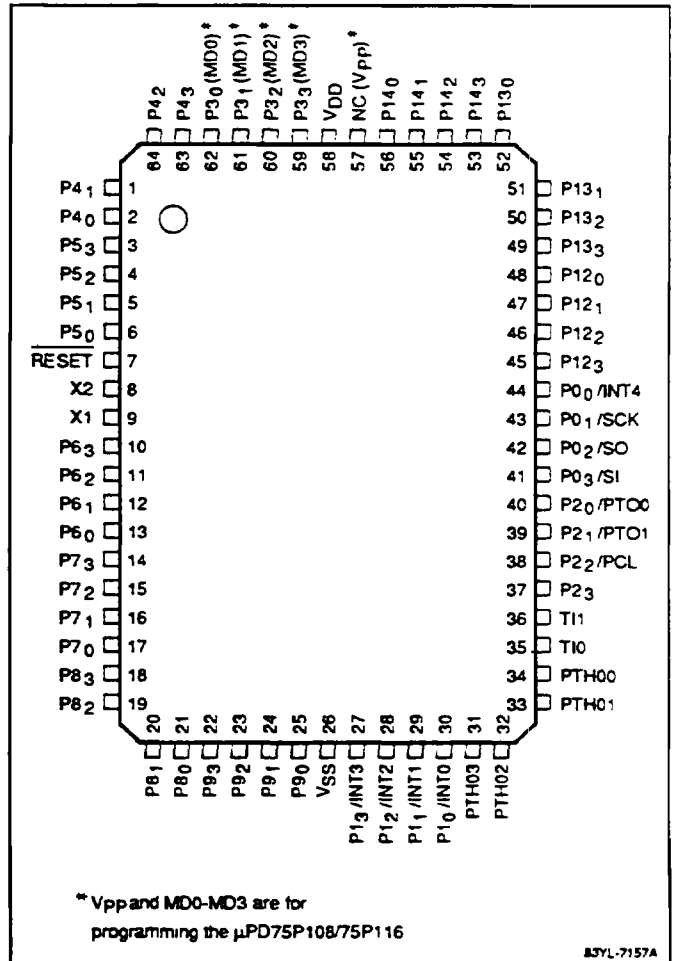 P42
P43
P30(MD0)*
P31(MD1)*
P32(MD2)*
P33(MD3)*
VDD
NC(Vpp)*
P140
P141
P142
P143
P130
64
63
62
61
60
59
58
57
56
55
54
53
52
P41 1
P40 2
P53 3
P52 4
P51 5
P50 6
RESET 7
X2 8
X1 9
P63 10
P62 11
P61 12
P60 13
P73 14
P72 15
P71 16
P70 17
P83 18
P82 19
51 P131
50 P132
49 P133
48 P120
47 P121
46 P122
45 P123
44 P00/INT4
43 P01/SCK
42 P02/SO
41 P03/SI
40 P20/PTO0
39 P21/PTO1
38 P22/PCL
37 P23
36 TI1
35 TI0
34 PTH00
33 PTH01
20
21
22
23
24
25
26
27
28
29
30
31
32
P81
P80
P93
P92
P91
P90
VSS
P13/INT3
P12/INT2
P11/INT1
P10/INT0
PTH03
PTH02
* Vpp and MD0-MD3 are for
programming the µPD75P108/75P116
83YL-7157A